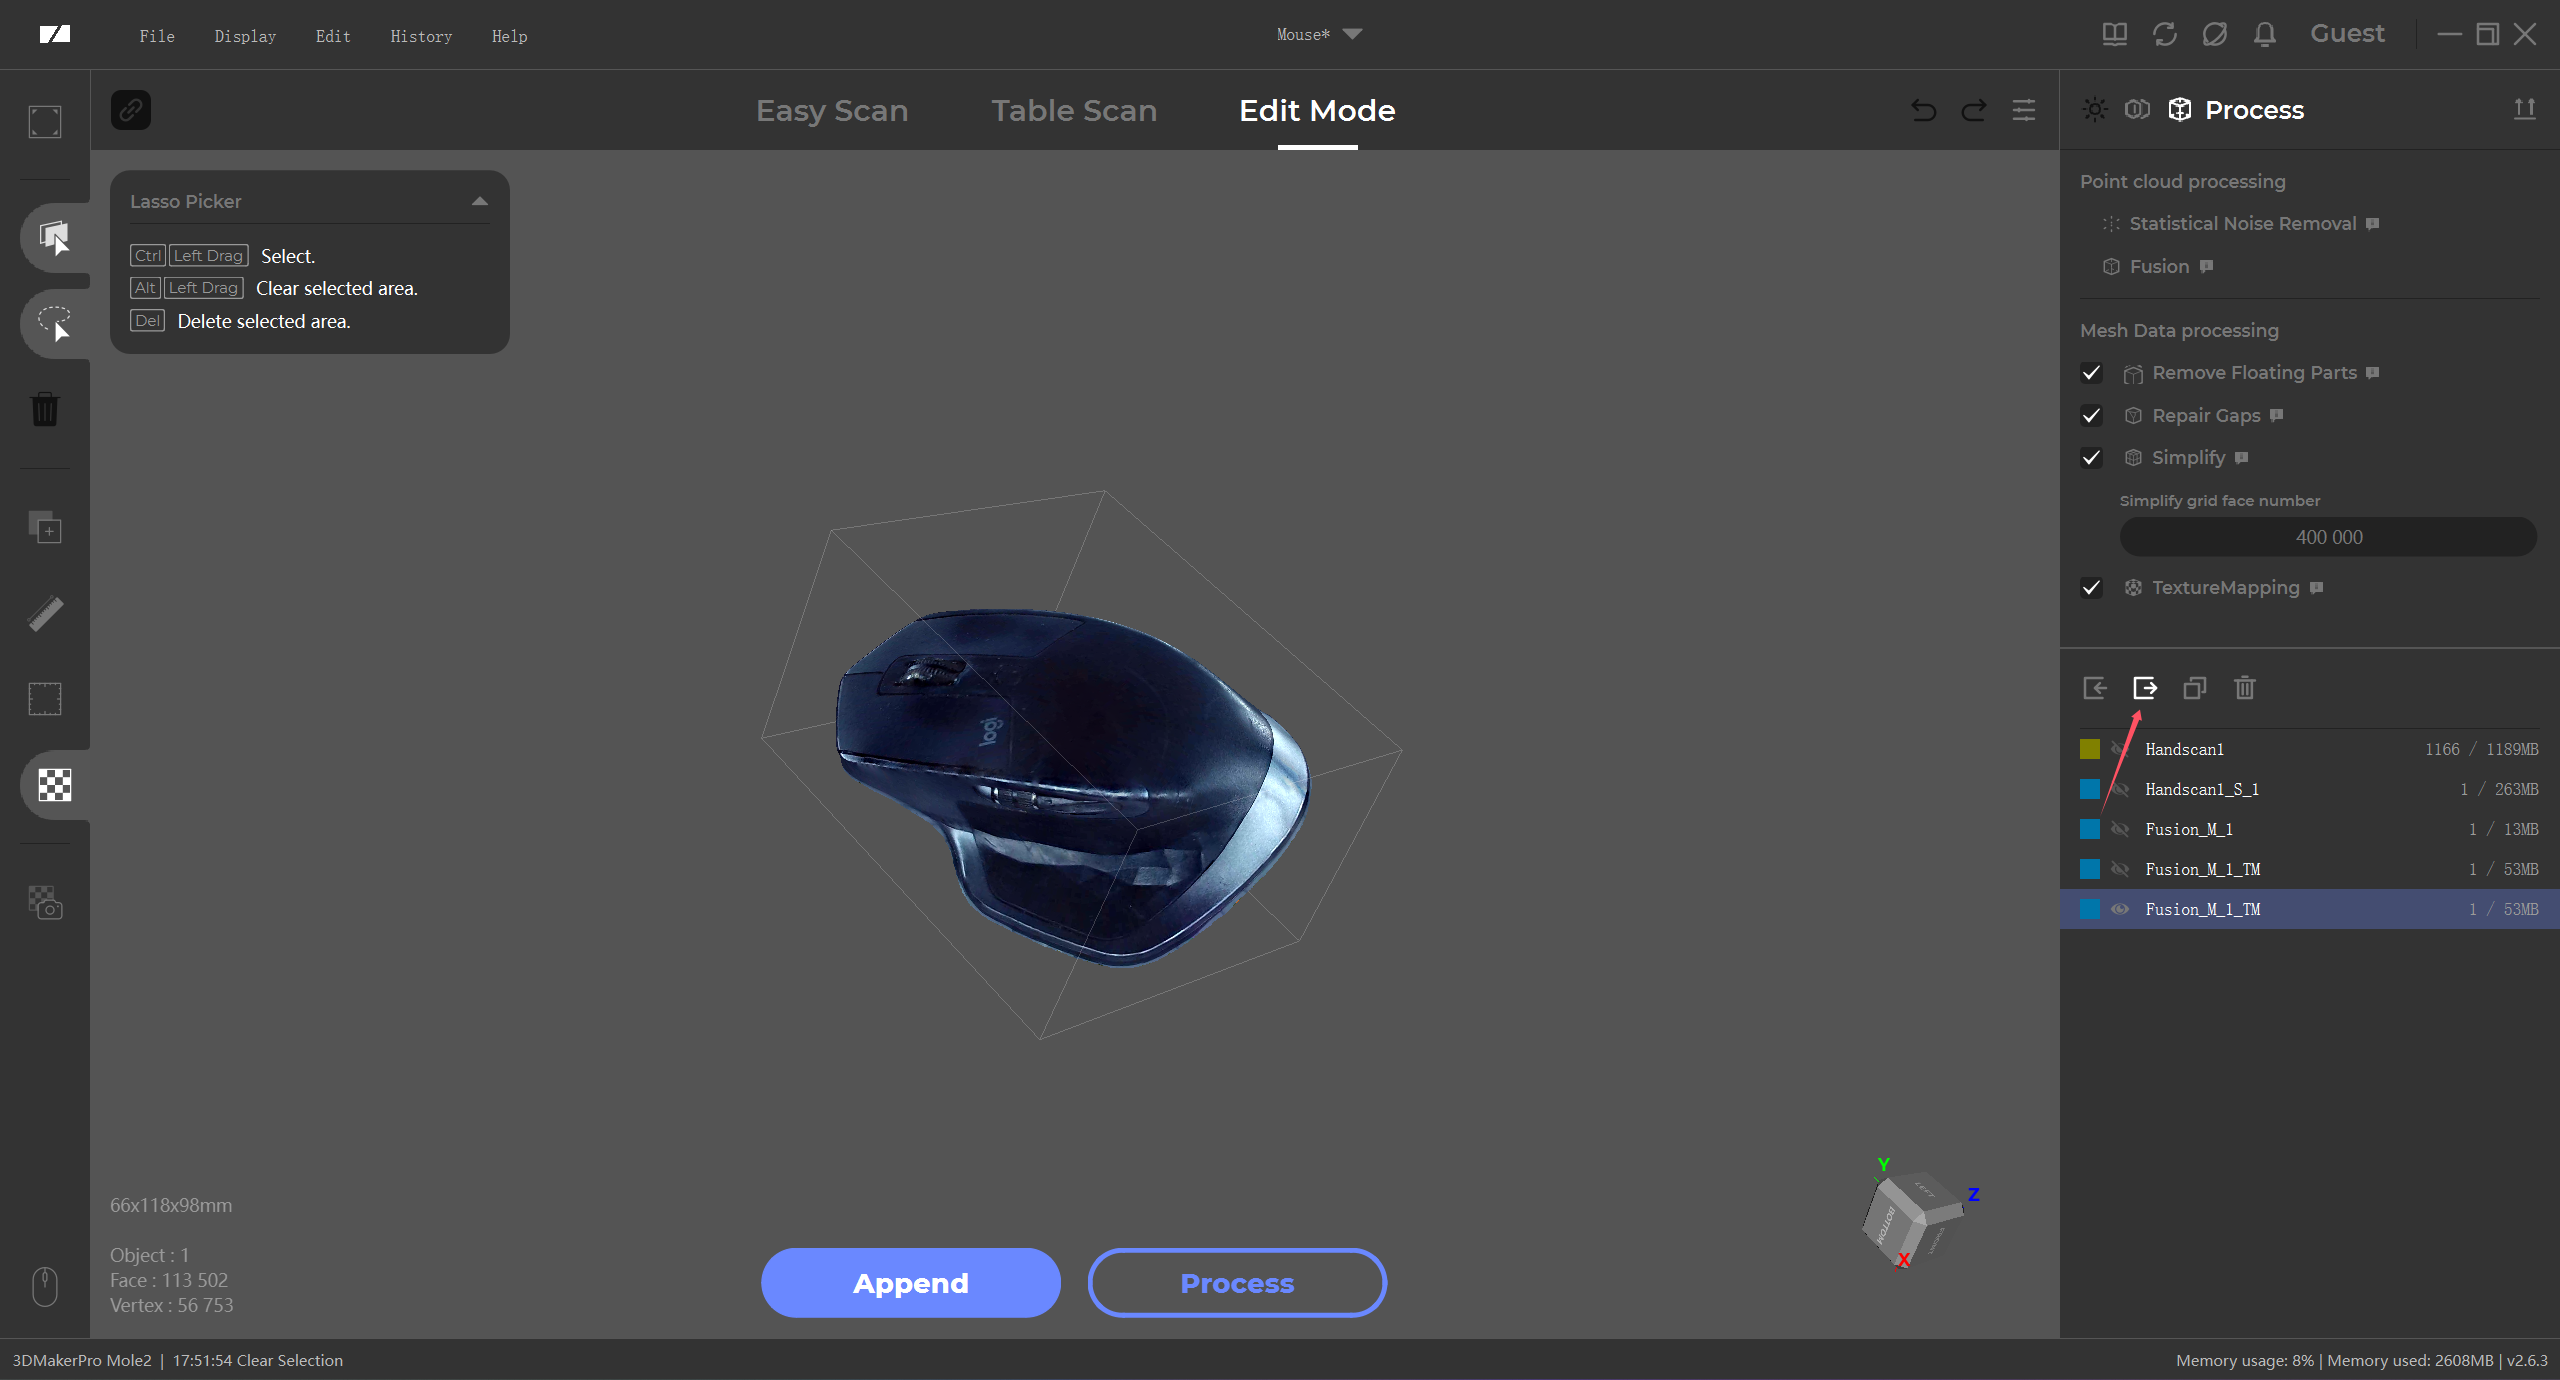 File Display Edit History Help
Mouse*
Guest
Easy Scan Table Scan Edit Mode
Process
Lasso Picker
Ctrl Left Drag Select.
Alt Left Drag Clear selected area.
Del Delete selected area.
Point cloud processing
Statistical Noise Removal
Fusion
Mesh Data processing
Remove Floating Parts
Repair Gaps
Simplify
Simplify grid face number
400 000
TextureMapping
Handscan1 1166 / 1189MB
Handscan1_S_1 1 / 263MB
Fusion_M_1 1 / 13MB
Fusion_M_1_TM 1 / 53MB
Fusion_M_1_TM 1 / 53MB
logi
66x118x98mm
Object : 1
Face : 113 502
Vertex : 56 753
Append Process
Y
Z
X
LEFT
BOTTOM
3DMakerPro Mole2 | 17:51:54 Clear Selection
Memory usage: 8% | Memory used: 2608MB | v2.6.3